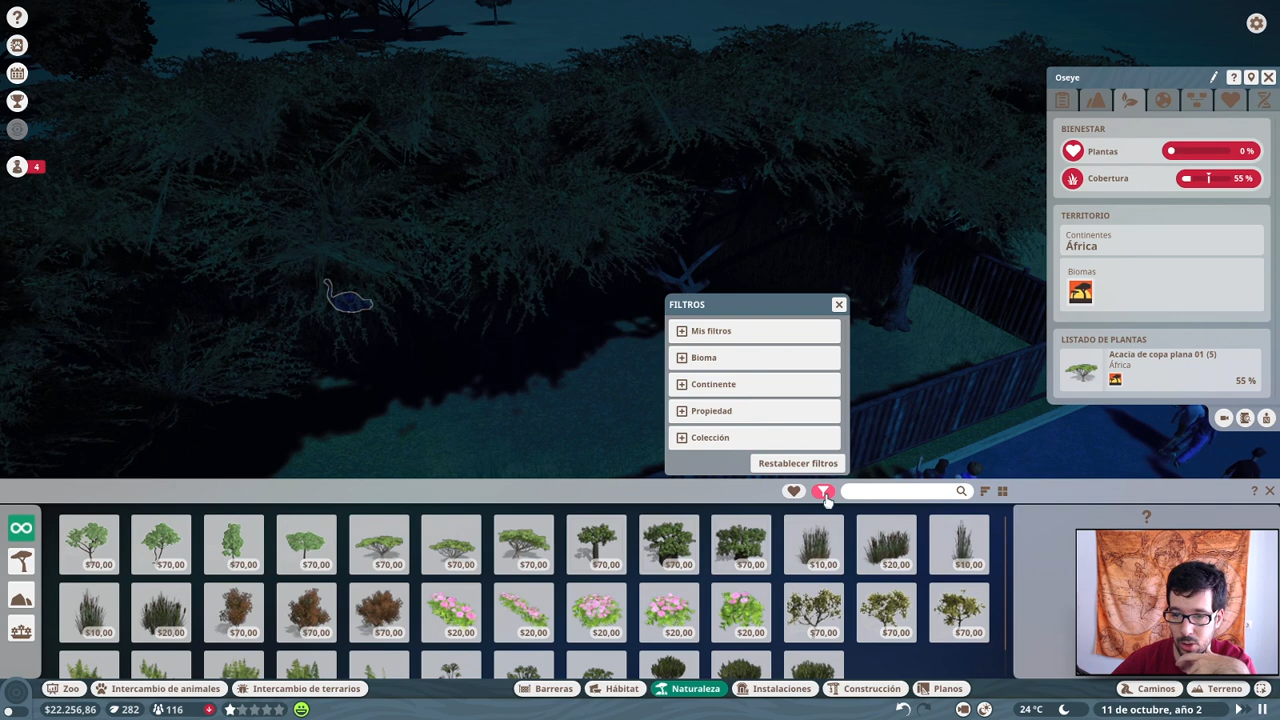 ?
4
Oseye
?
BIENESTAR
Plantas
0 %
Cobertura
55 %
TERRITORIO
Continentes
África
Biomas
LISTADO DE PLANTAS
Acacia de copa plana 01 (5)
África
55 %
FILTROS
Mis filtros
Bioma
Continente
Propiedad
Colección
Restablecer filtros
?
?
$70,00 $70,00 $70,00 $70,00 $70,00 $70,00 $70,00 $70,00 $70,00 $70,00 $10,00 $20,00 $10,00
$10,00 $20,00 $70,00 $70,00 $70,00 $20,00 $20,00 $20,00 $20,00 $20,00 $70,00 $70,00 $70,00
Zoo Intercambio de animales Intercambio de terrarios Barreras Hábitat Naturaleza Instalaciones Construcción Planos Caminos Terreno
$22.256,86 282 116 24 °C 11 de octubre, año 2